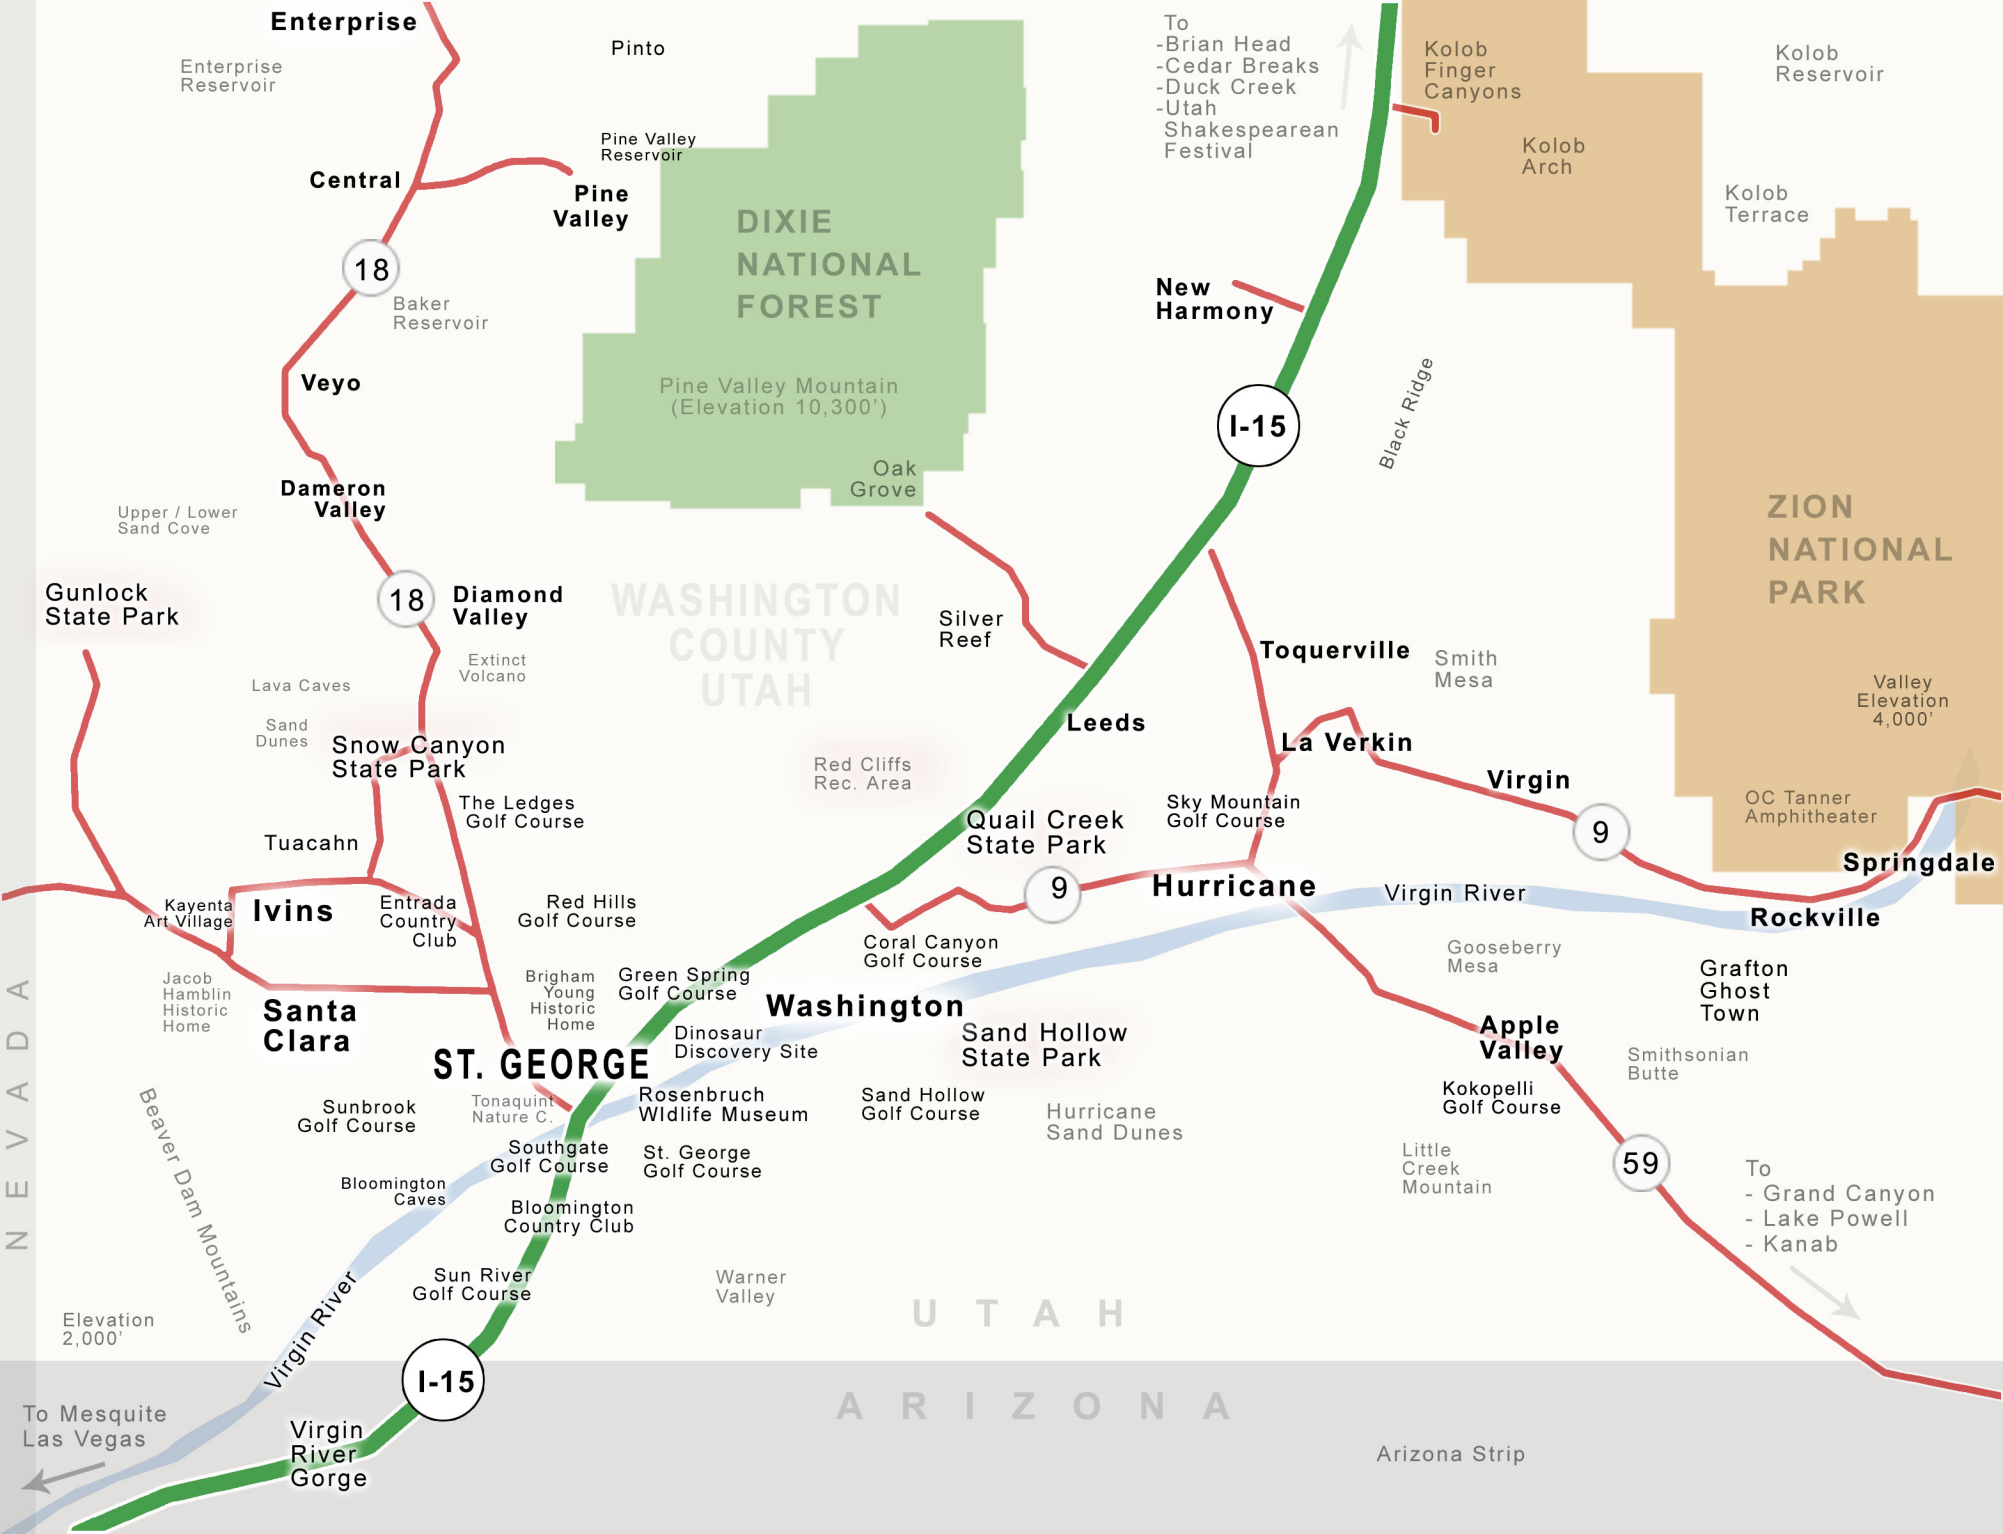 Enterprise
Enterprise
Reservoir
Pinto
To
-Brian Head
-Cedar Breaks
-Duck Creek
-Utah
Shakespearean
Festival
Kolob
Finger
Canyons
Kolob
Reservoir
Kolob
Arch
Kolob
Terrace
Pine Valley
Reservoir
Central
Pine
Valley
18
Baker
Reservoir
DIXIE
NATIONAL
FOREST
Pine Valley Mountain
(Elevation 10,300’)
Oak
Grove
New
Harmony
I-15
Black Ridge
Veyo
Dameron
Valley
Upper / Lower
Sand Cove
ZION
NATIONAL
PARK
Gunlock
State Park
18
Diamond
Valley
Extinct
Volcano
WASHINGTON
COUNTY
UTAH
Silver
Reef
Toquerville
Smith
Mesa
Valley
Elevation
4,000’
Lava Caves
Sand
Dunes
Snow Canyon
State Park
Leeds
La Verkin
Virgin
Red Cliffs
Rec. Area
The Ledges
Golf Course
Quail Creek
State Park
Sky Mountain
Golf Course
OC Tanner
Amphitheater
9
Springdale
Tuacahn
Kayenta
Art Village
Ivins
Entrada
Country
Club
Red Hills
Golf Course
9
Hurricane
Virgin River
Rockville
Coral Canyon
Golf Course
Gooseberry
Mesa
Grafton
Ghost
Town
Jacob
Hamblin
Historic
Home
Santa
Clara
Brigham
Young
Historic
Home
Green Spring
Golf Course
Washington
Dinosaur
Discovery Site
Sand Hollow
State Park
Apple
Valley
Smithsonian
Butte
ST. GEORGE
NEVADA
Beaver Dam Mountains
Sunbrook
Golf Course
Tonaquint
Nature C.
Rosenbruch
WIdlife Museum
Sand Hollow
Golf Course
Hurricane
Sand Dunes
Kokopelli
Golf Course
Southgate
Golf Course
St. George
Golf Course
Little
Creek
Mountain
59
To
- Grand Canyon
- Lake Powell
- Kanab
Bloomington
Caves
Bloomington
Country Club
Sun River
Golf Course
Warner
Valley
Elevation
2,000’
Virgin River
UTAH
I-15
ARIZONA
To Mesquite
Las Vegas
Virgin
River
Gorge
Arizona Strip